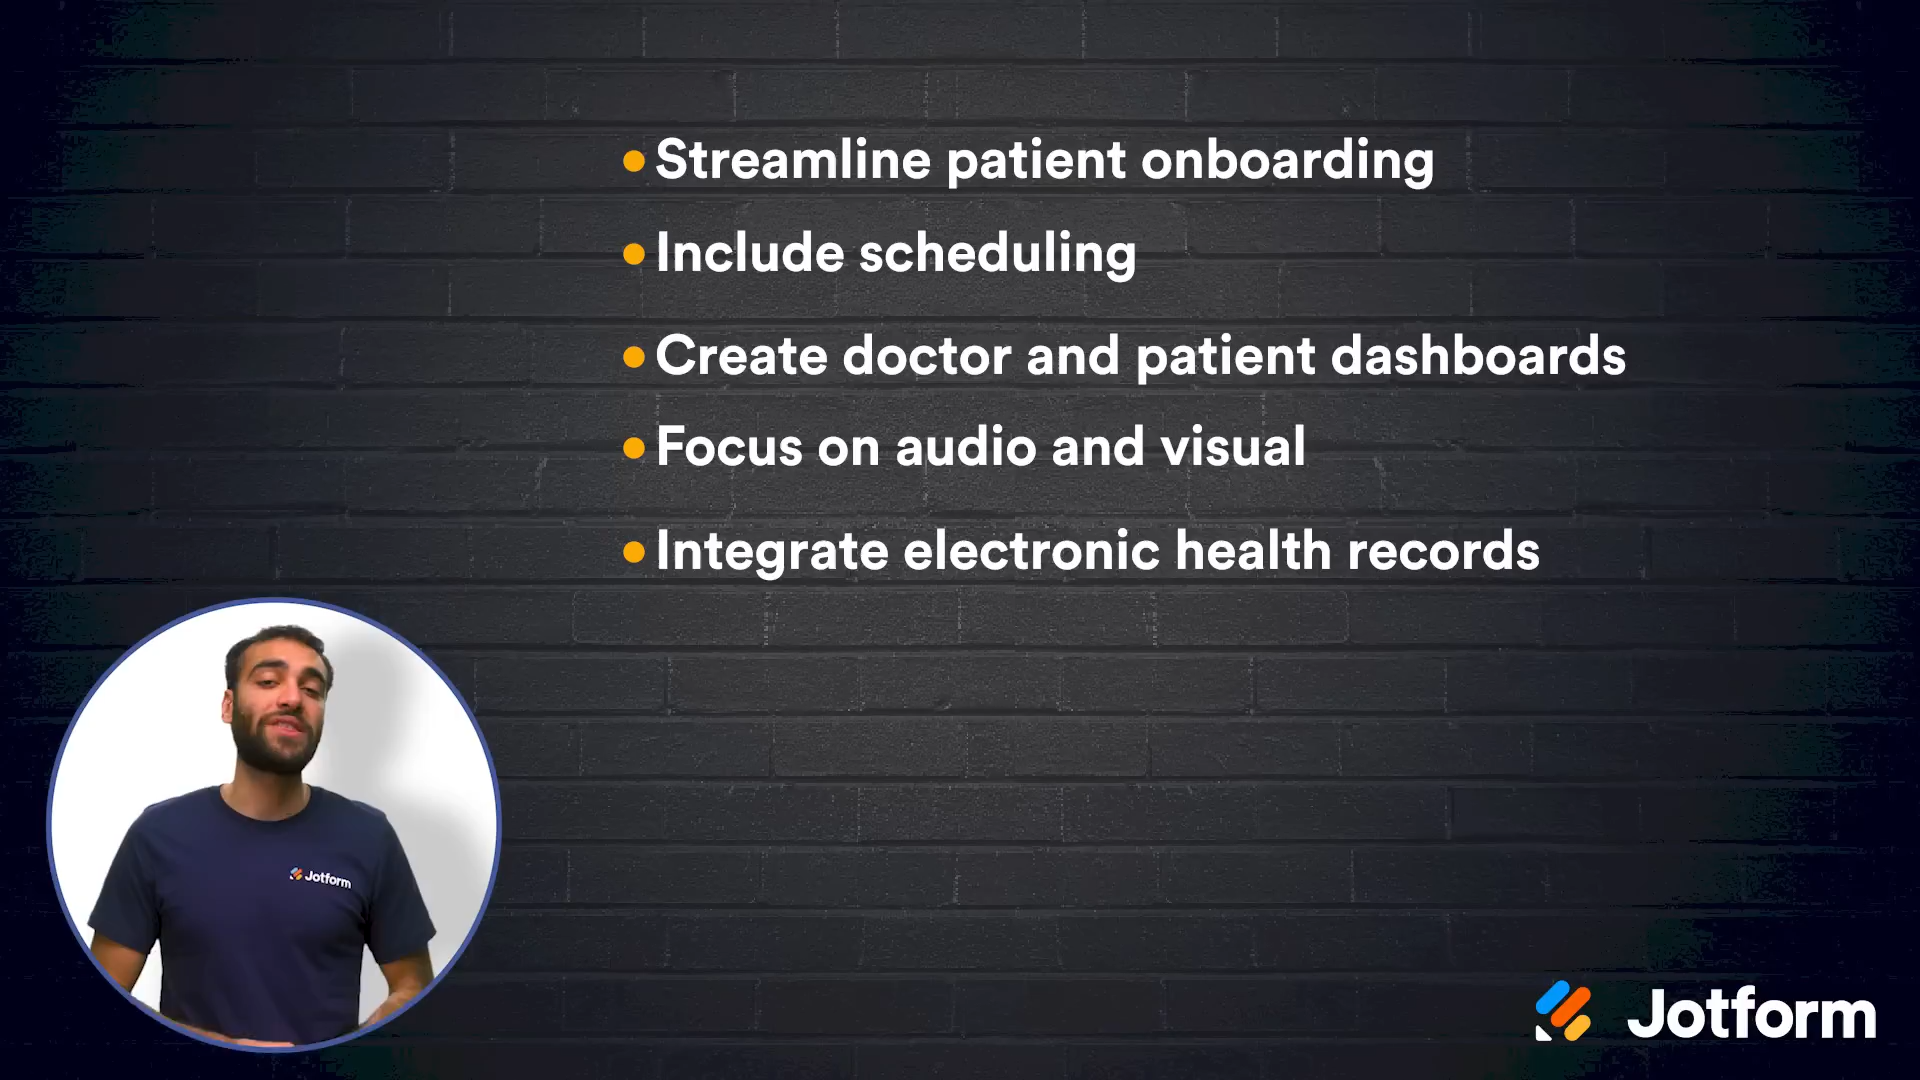 • Streamline patient onboarding
• Include scheduling
• Create doctor and patient dashboards
• Focus on audio and visual
• Integrate electronic health records
Jotform
Jotform